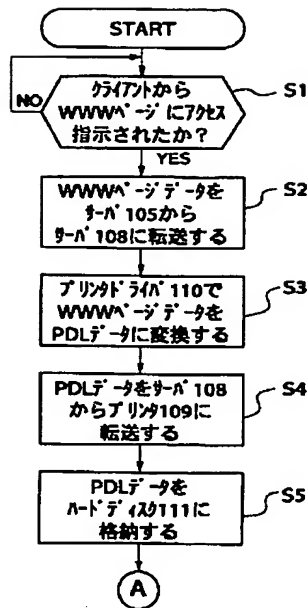 START
クライアントから
WWWページにアクセス
指示されたか?
S1
NO
YES
WWWページデータを
サーバ105から
サーバ108に転送する
S2
プリンタドライバ110で
WWWページデータを
PDLデータに変換する
S3
PDLデータをサーバ108
からプリンタ109に
転送する
S4
PDLデータを
ハードディスク111に
格納する
S5
A